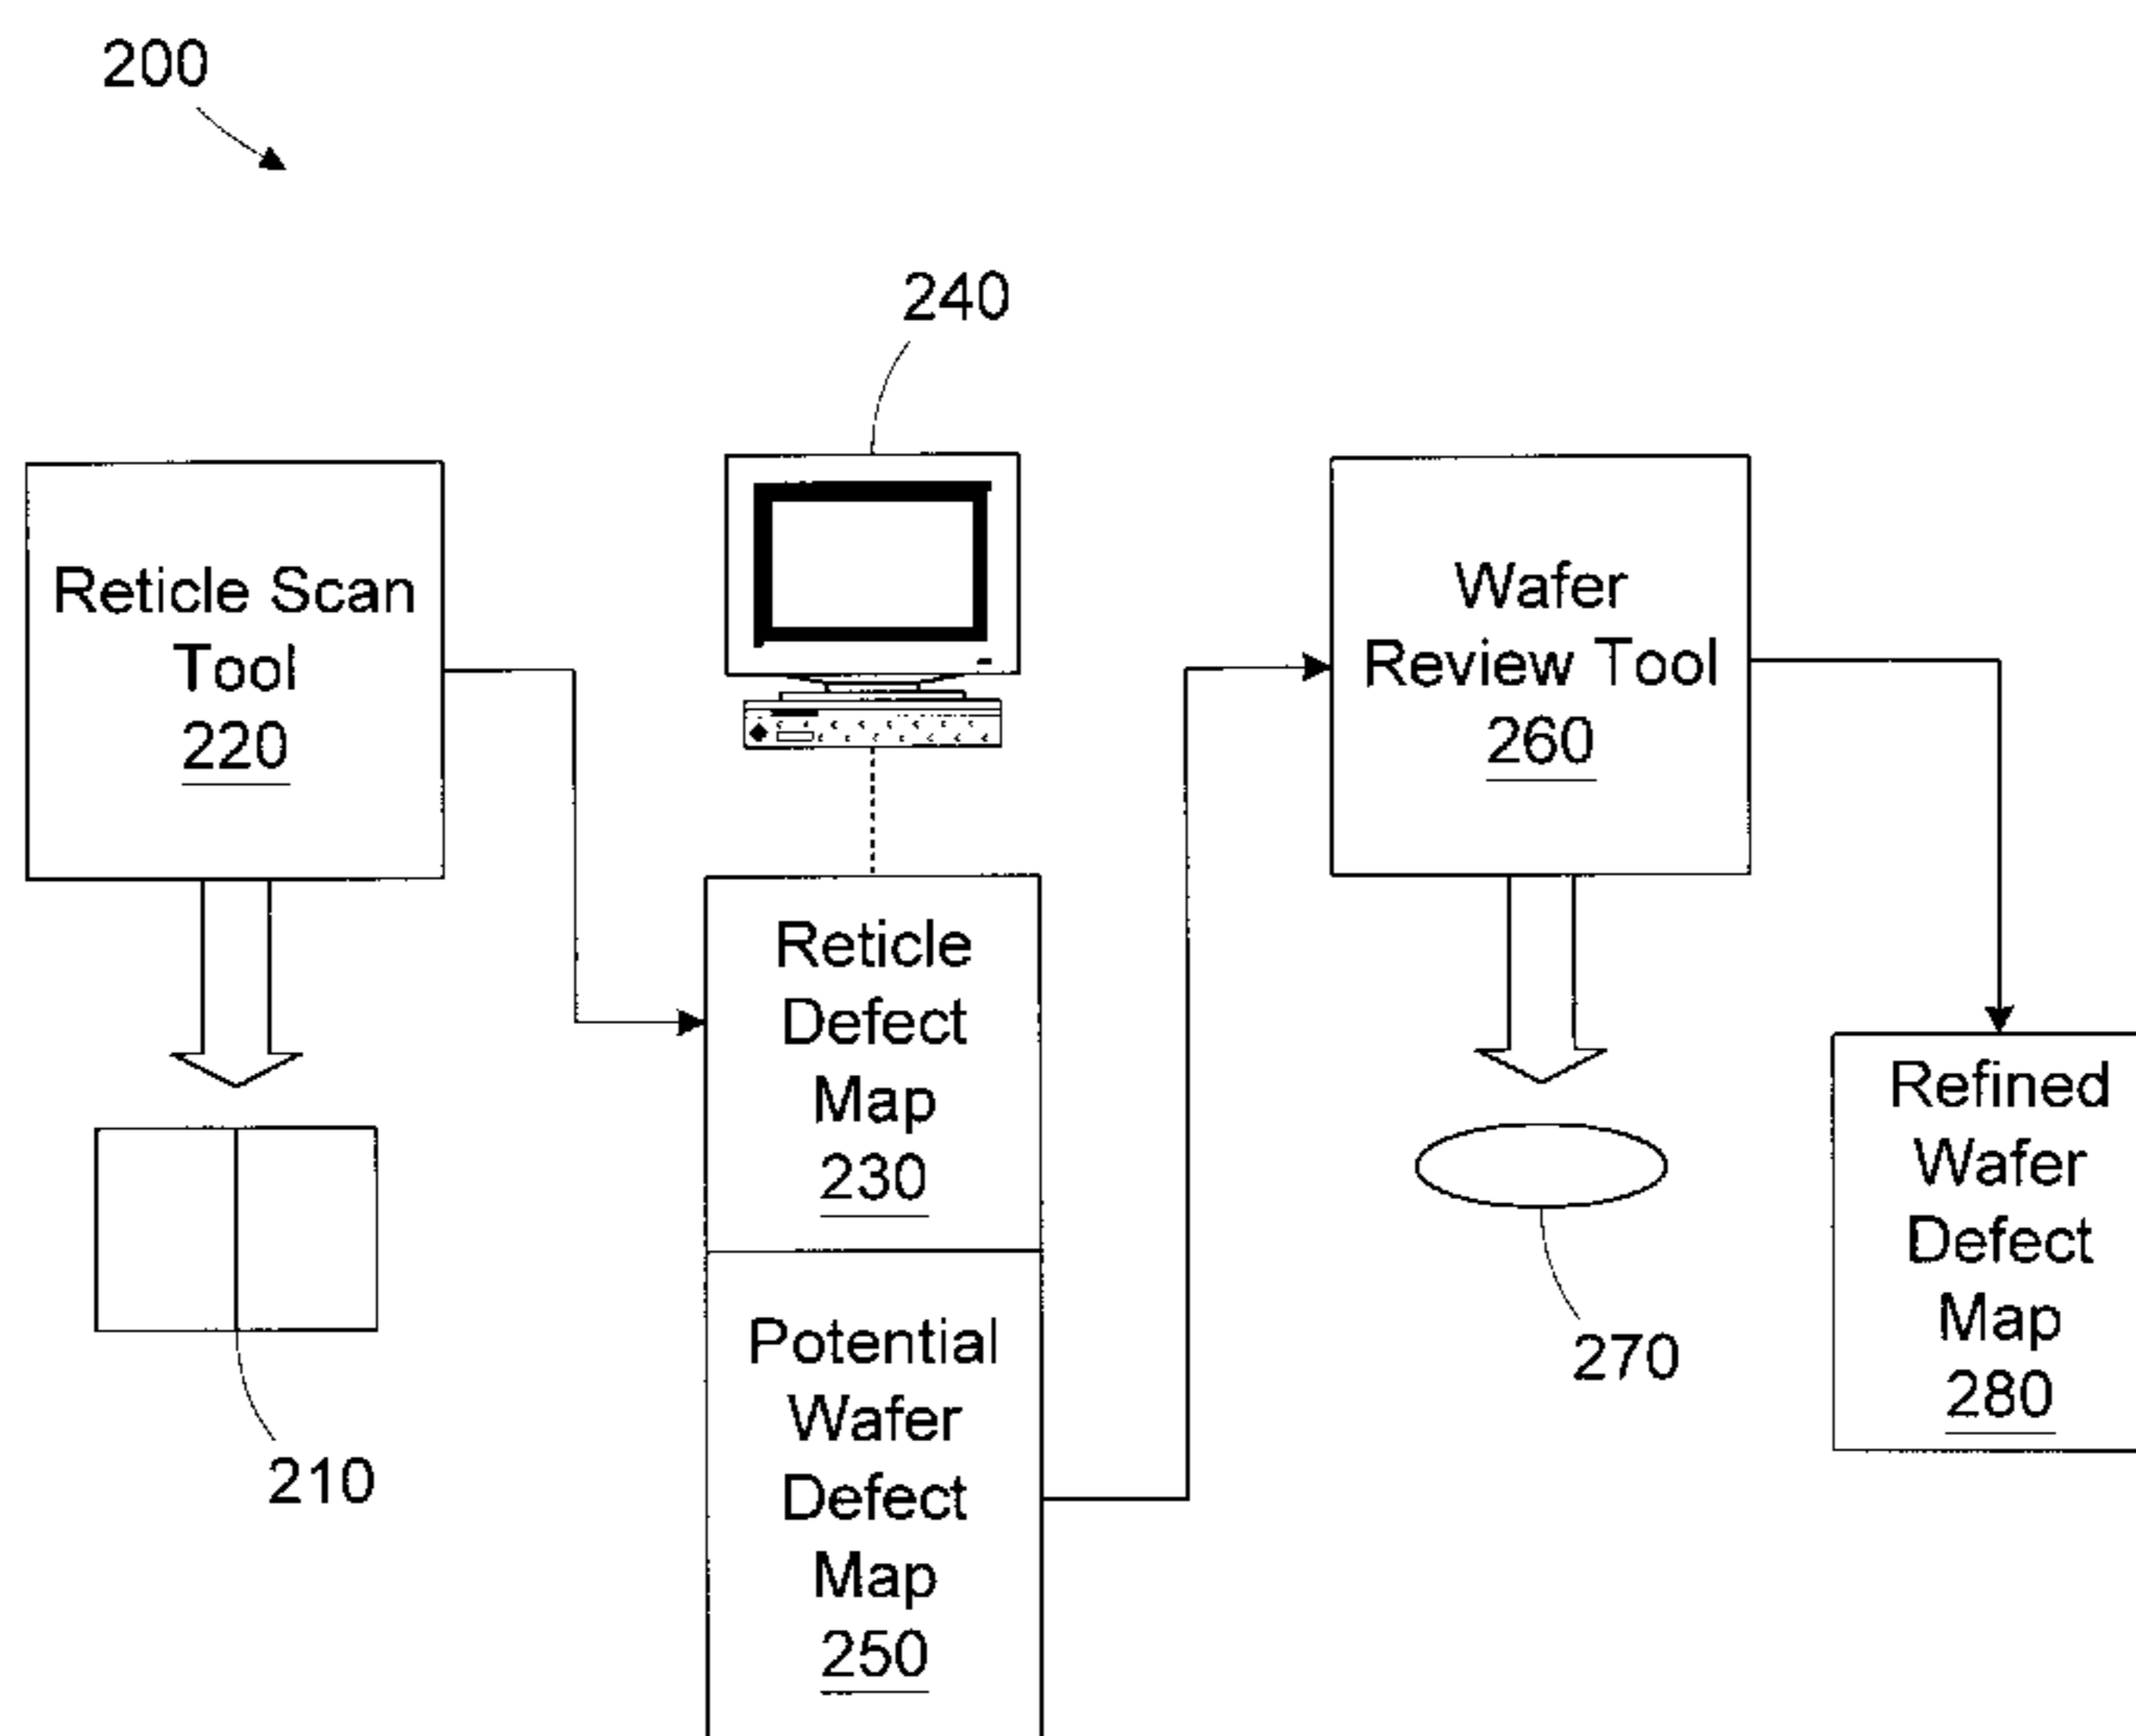 200
240
Reticle Scan
Tool
220
Wafer
Review Tool
260
Reticle
Defect
Map
230
Potential
Wafer
Defect
Map
250
Refined
Wafer
Defect
Map
280
210
270